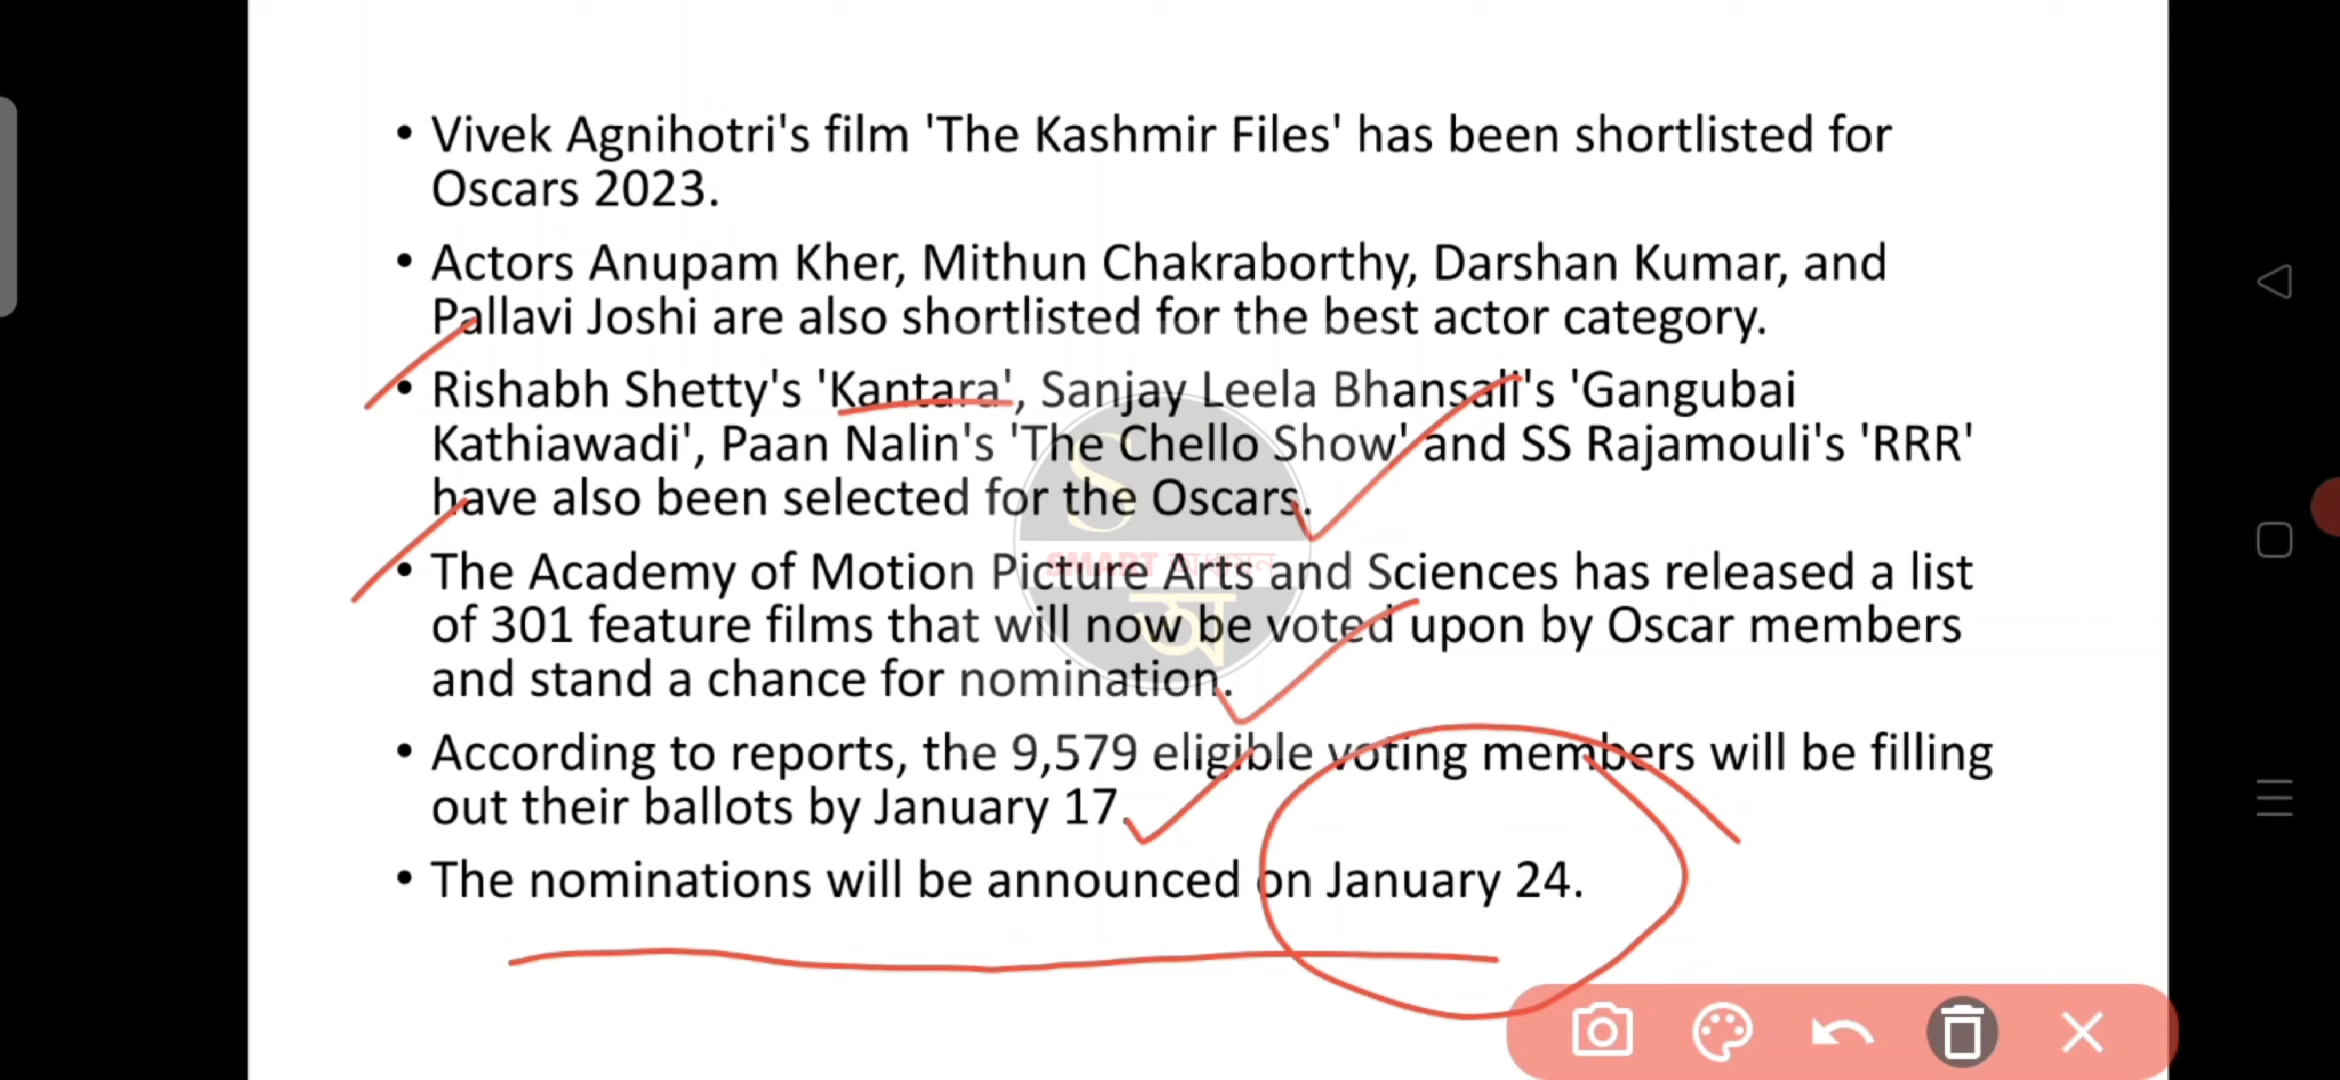 • Vivek Agnihotri's film 'The Kashmir Files' has been shortlisted for
Oscars 2023.
• Actors Anupam Kher, Mithun Chakraborthy, Darshan Kumar, and
Pallavi Joshi are also shortlisted for the best actor category.
• Rishabh Shetty's 'Kantara', Sanjay Leela Bhansali's 'Gangubai
Kathiawadi', Paan Nalin's 'The Chello Show' and SS Rajamouli's 'RRR'
have also been selected for the Oscars.
S
SMART অধ্যয়ন
অ
• The Academy of Motion Picture Arts and Sciences has released a list
of 301 feature films that will now be voted upon by Oscar members
and stand a chance for nomination.
• According to reports, the 9,579 eligible voting members will be filling
out their ballots by January 17.
• The nominations will be announced on January 24.